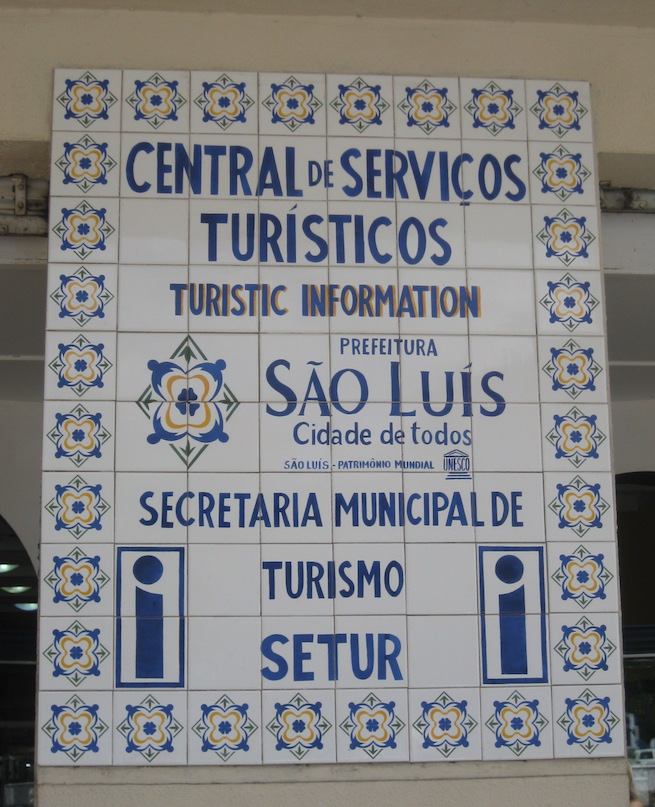 CENTRAL DE SERVIÇOS
TURÍSTICOS
TURISTIC INFORMATION
PREFEITURA
SÃO LUÍS
Cidade de todos
SÃO LUÍS - PATRIMÔNIO MUNDIAL UNESCO
SECRETARIA MUNICIPAL DE
TURISMO
SETUR
i i